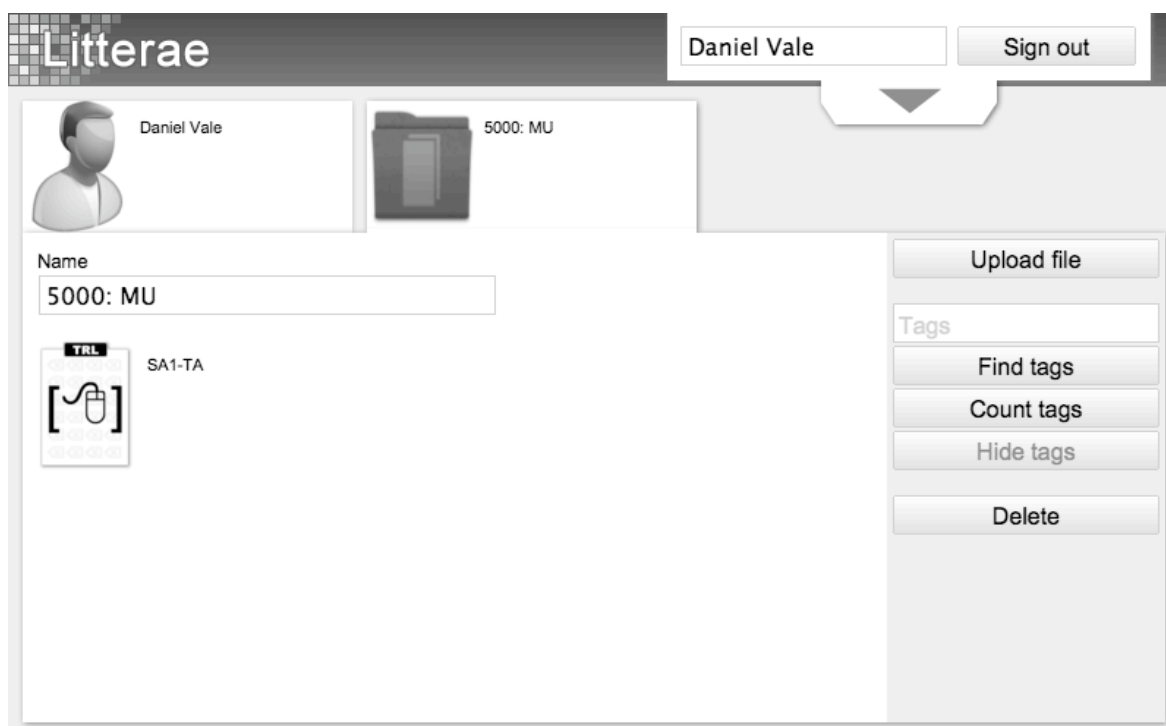 Litterae
Daniel Vale
Sign out
Daniel Vale
5000: MU
Name
5000: MU
TRL
SA1-TA
Upload file
Tags
Find tags
Count tags
Hide tags
Delete